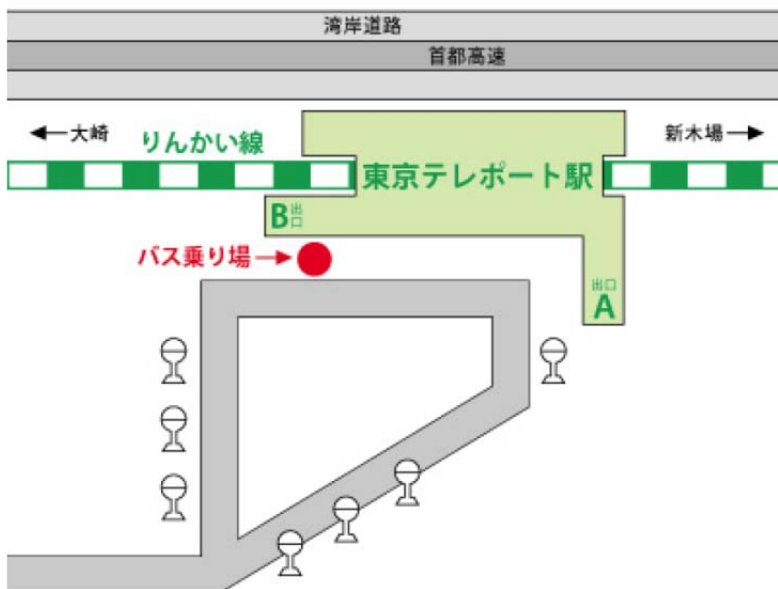 湾岸道路
首都高速
大崎
りんかい線
東京テレポート駅
新木場
B出口
バス乗り場
出口
A